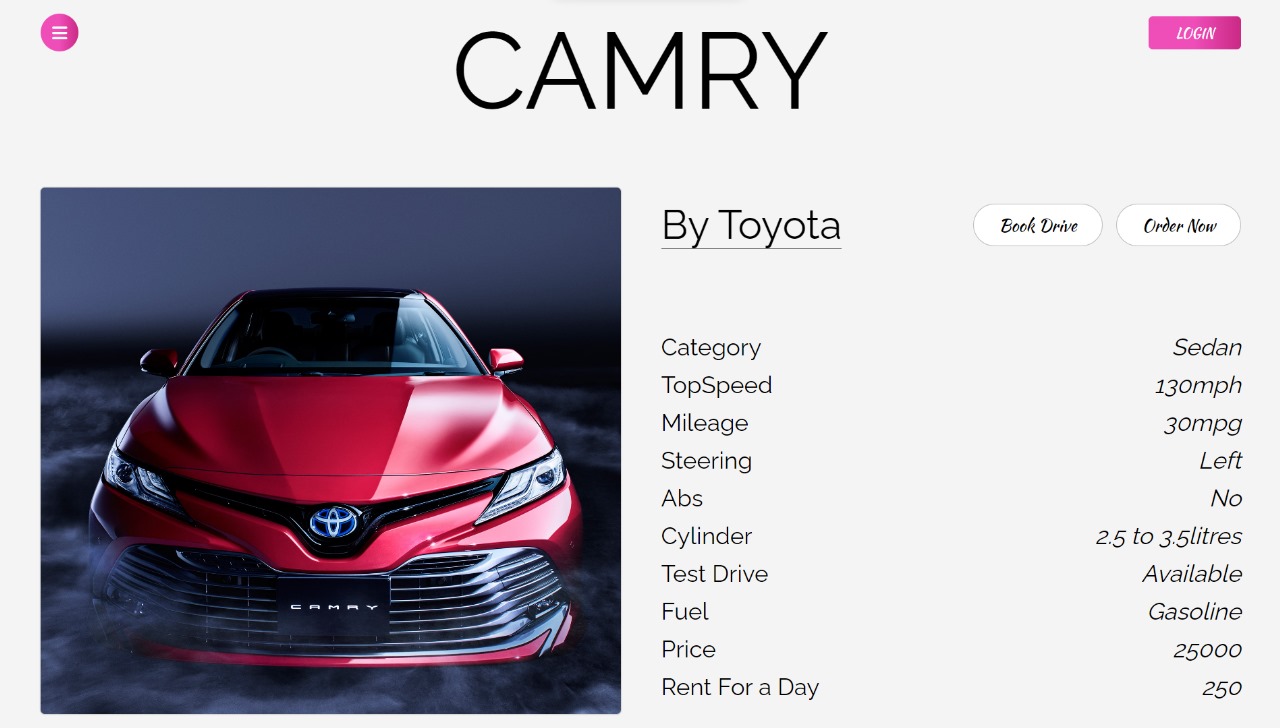 CAMRY
LOGIN
By Toyota
Book Drive
Order Now
Category Sedan
TopSpeed 130mph
Mileage 30mpg
Steering Left
Abs No
Cylinder 2.5 to 3.5litres
Test Drive Available
Fuel Gasoline
Price 25000
Rent For a Day 250
CAMRY